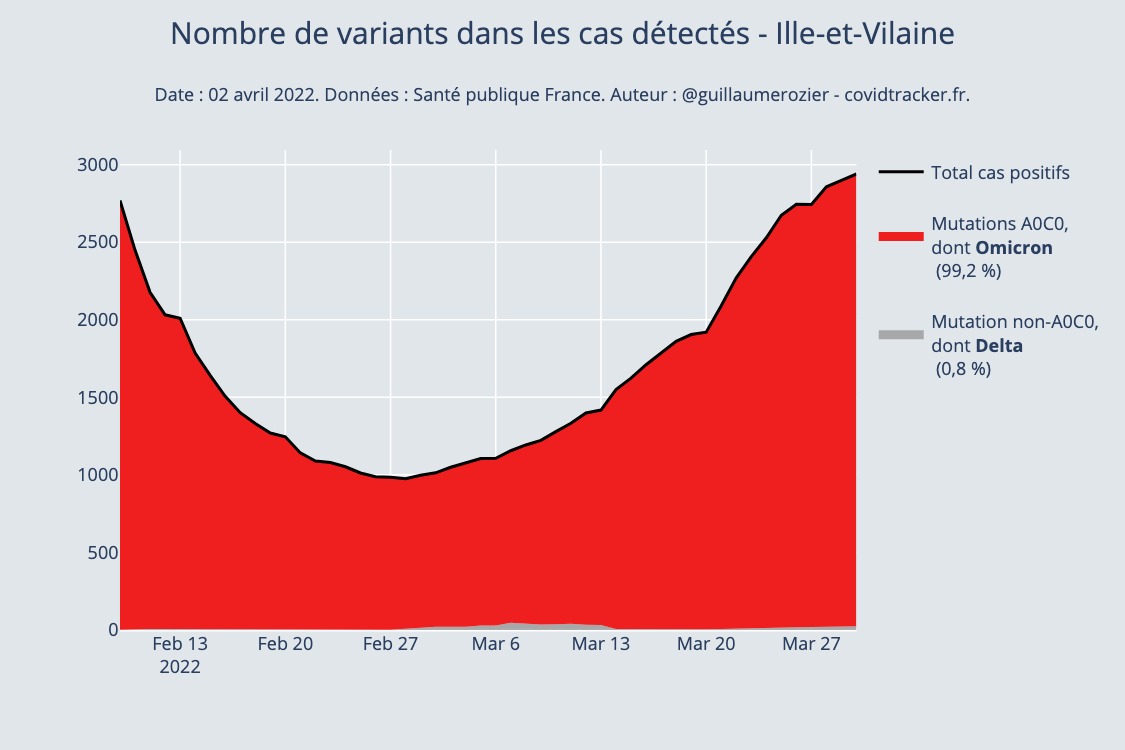 Nombre de variants dans les cas détectés - Ille-et-Vilaine
Date : 02 avril 2022. Données : Santé publique France. Auteur : @guillaumerozier - covidtracker.fr.
3000
2500
2000
1500
1000
500
0
Feb 13
2022
Feb 20
Feb 27
Mar 6
Mar 13
Mar 20
Mar 27
Total cas positifs
Mutations A0C0,
dont Omicron
(99,2 %)
Mutation non-A0C0,
dont Delta
(0,8 %)